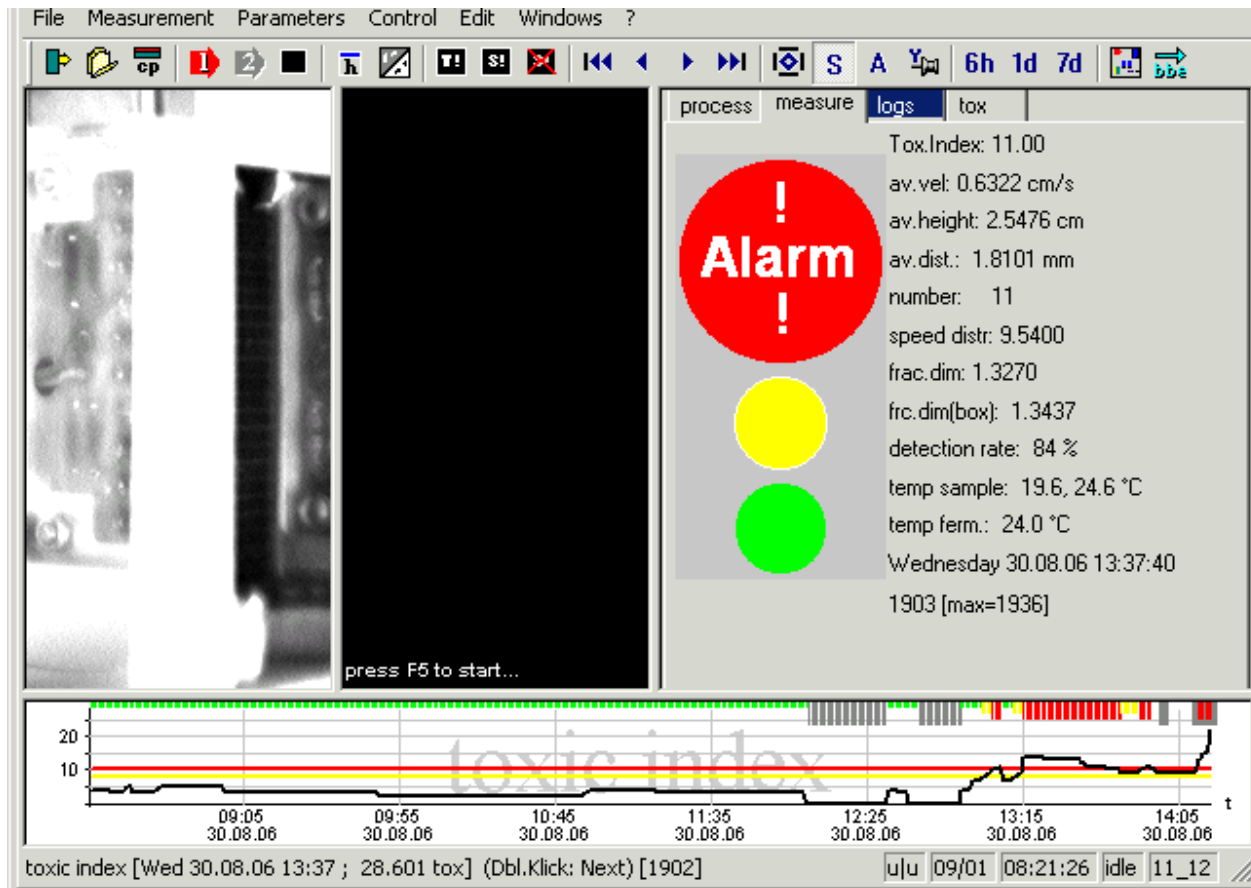 File Measurement Parameters Control Edit Windows ?
cp 1 2 h T! S! S A Y 6h 1d 7d bbe
process measure logs tox
Tox.Index: 11.00
av.vel: 0.6322 cm/s
! Alarm !
av.height: 2.5476 cm
av.dist.: 1.8101 mm
number: 11
speed distr: 9.5400
frac.dim: 1.3270
frc.dim(box): 1.3437
detection rate: 84 %
temp sample: 19.6, 24.6 °C
temp ferm.: 24.0 °C
Wednesday 30.08.06 13:37:40
1903 [max=1936]
press F5 to start...
20
10
toxic index
09:05 09:55 10:45 11:35 12:25 13:15 14:05 t
30.08.06 30.08.06 30.08.06 30.08.06 30.08.06 30.08.06 30.08.06
toxic index [Wed 30.08.06 13:37 ; 28.601 tox] (Dbl.Klick: Next) [1902] u|u 09/01 08:21:26 idle 11_12